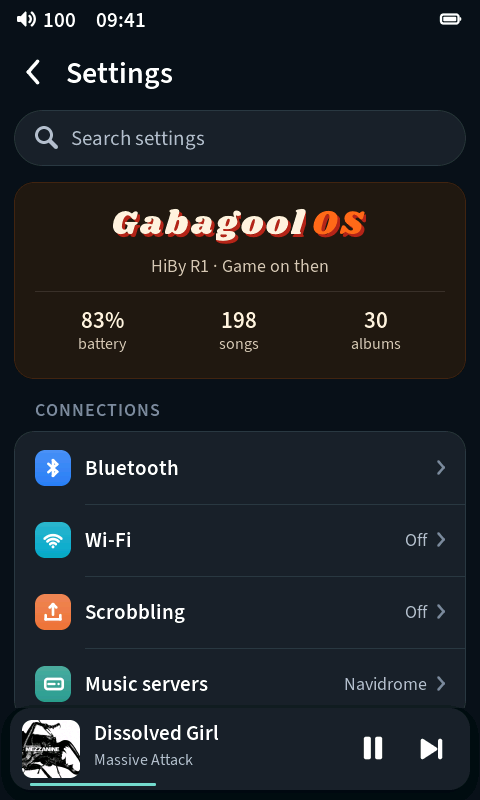 100 09:41
Settings
Search settings
Gabagool OS
HiBy R1 · Game on then
83% 198 30
battery songs albums
CONNECTIONS
Bluetooth
Wi-Fi Off
Scrobbling Off
Music servers Navidrome
MEZZANINE
Dissolved Girl
Massive Attack